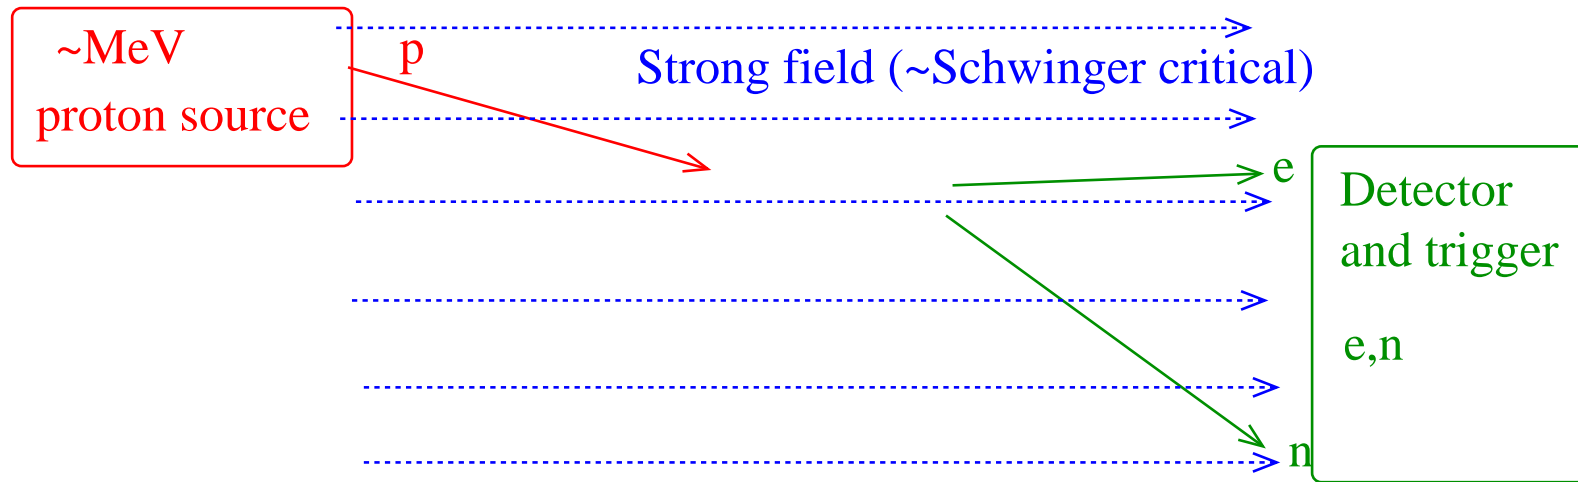 ~MeV
proton source
p
Strong field (~Schwinger critical)
e
Detector
and trigger
e,n
n